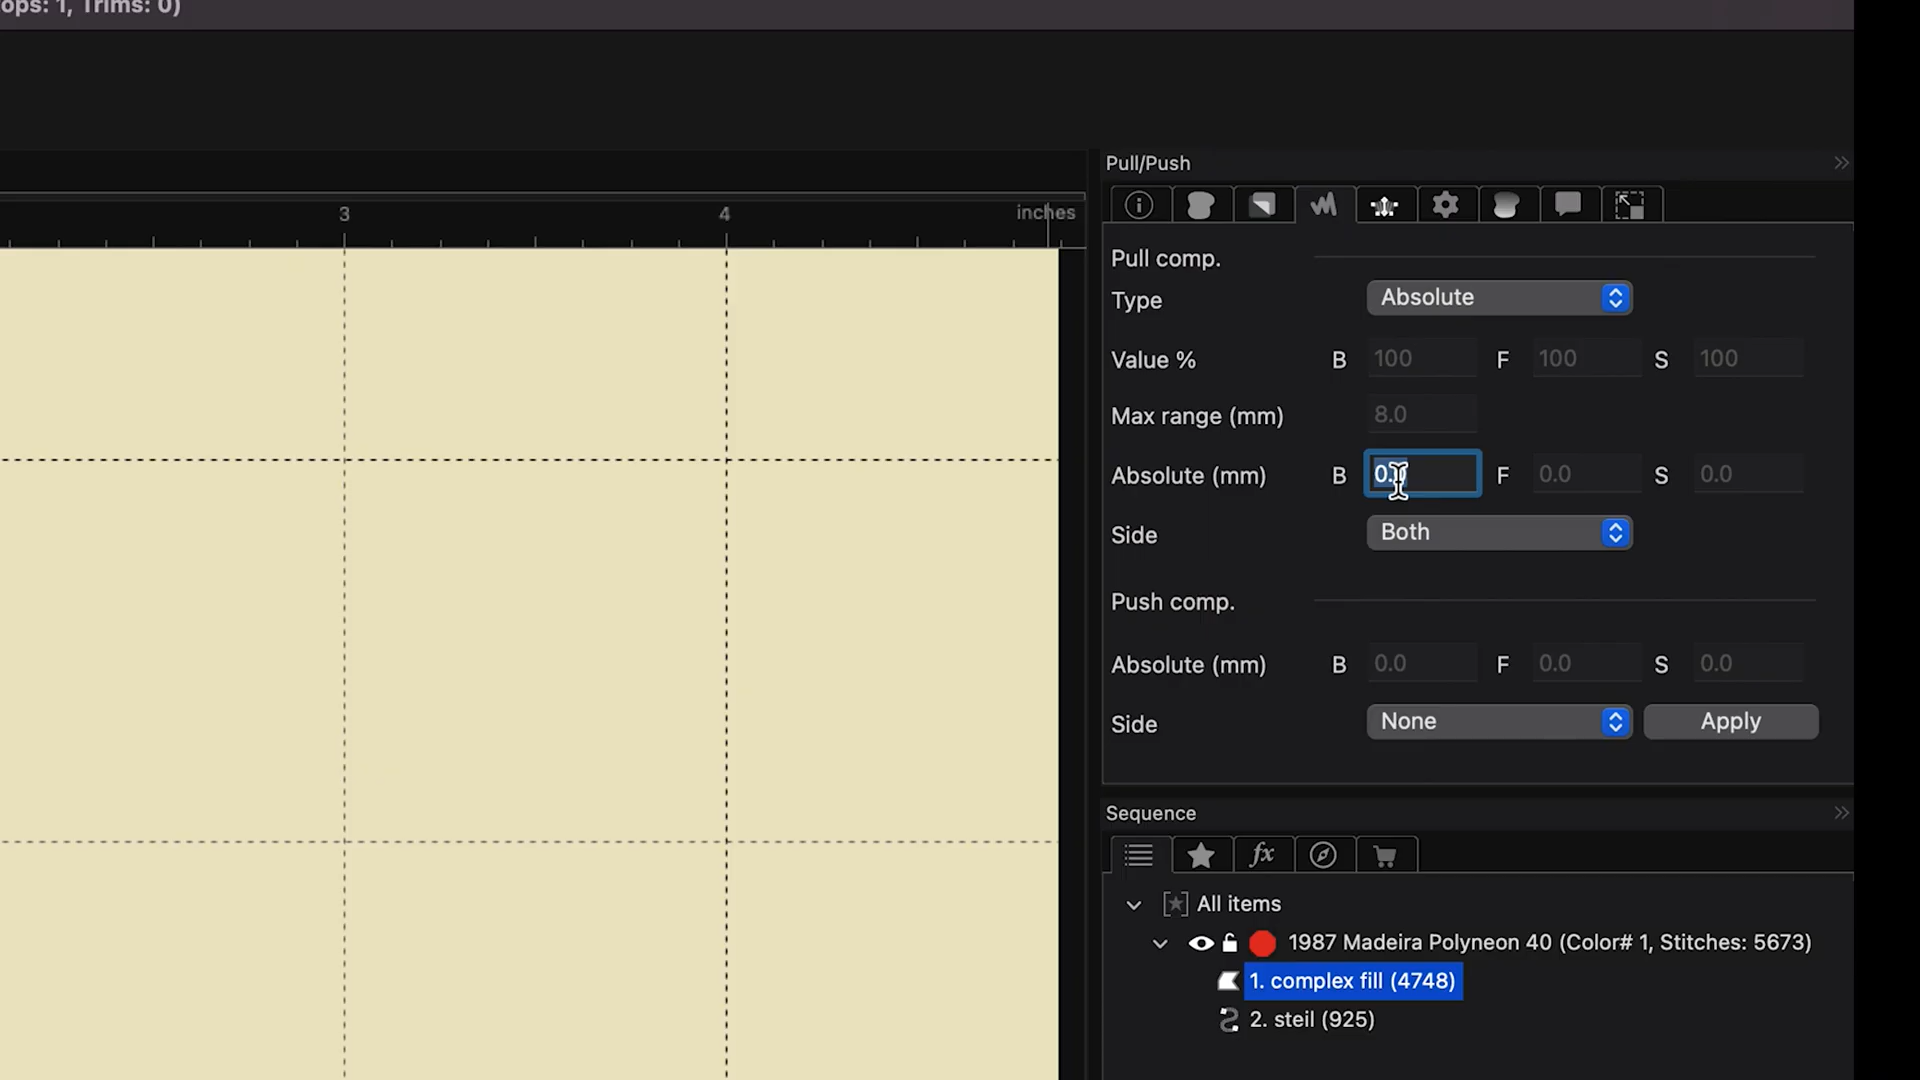 ops: 1, Trims: 0)
Pull/Push
3 4 inches
Pull comp.
Type Absolute
Value % B 100 F 100 S 100
Max range (mm) 8.0
Absolute (mm) B 0.0 F 0.0 S 0.0
Side Both
Push comp.
Absolute (mm) B 0.0 F 0.0 S 0.0
Side None Apply
Sequence
fx
All items
1987 Madeira Polyneon 40 (Color# 1, Stitches: 5673)
1. complex fill (4748)
2. steil (925)